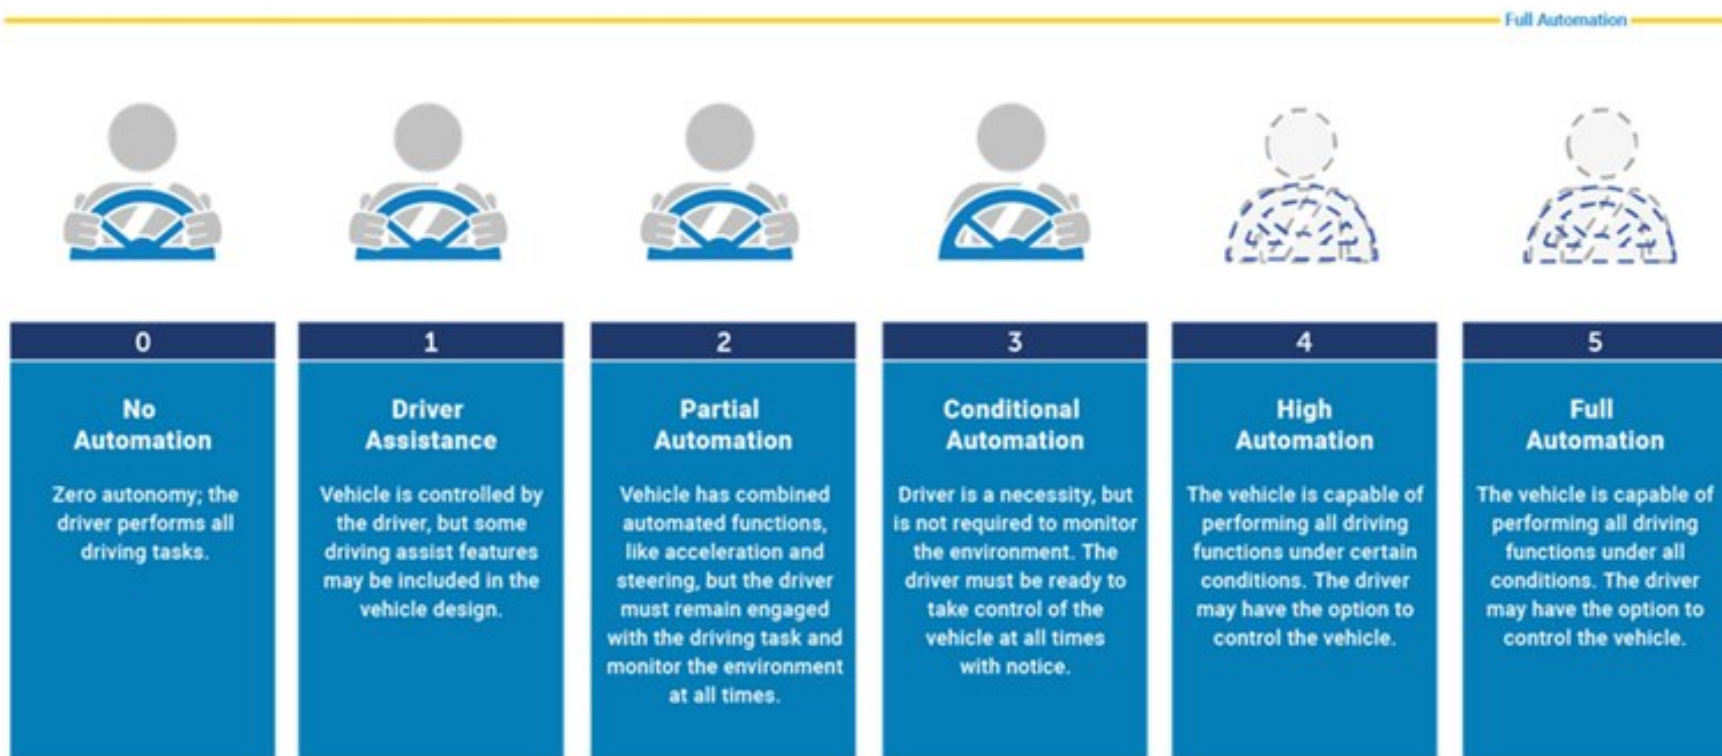 Full Automation
0
No
Automation
Zero autonomy; the
driver performs all
driving tasks.
1
Driver
Assistance
Vehicle is controlled by
the driver, but some
driving assist features
may be included in the
vehicle design.
2
Partial
Automation
Vehicle has combined
automated functions,
like acceleration and
steering, but the driver
must remain engaged
with the driving task and
monitor the environment
at all times.
3
Conditional
Automation
Driver is a necessity, but
is not required to monitor
the environment. The
driver must be ready to
take control of the
vehicle at all times
with notice.
4
High
Automation
The vehicle is capable of
performing all driving
functions under certain
conditions. The driver
may have the option to
control the vehicle.
5
Full
Automation
The vehicle is capable of
performing all driving
functions under all
conditions. The driver
may have the option to
control the vehicle.